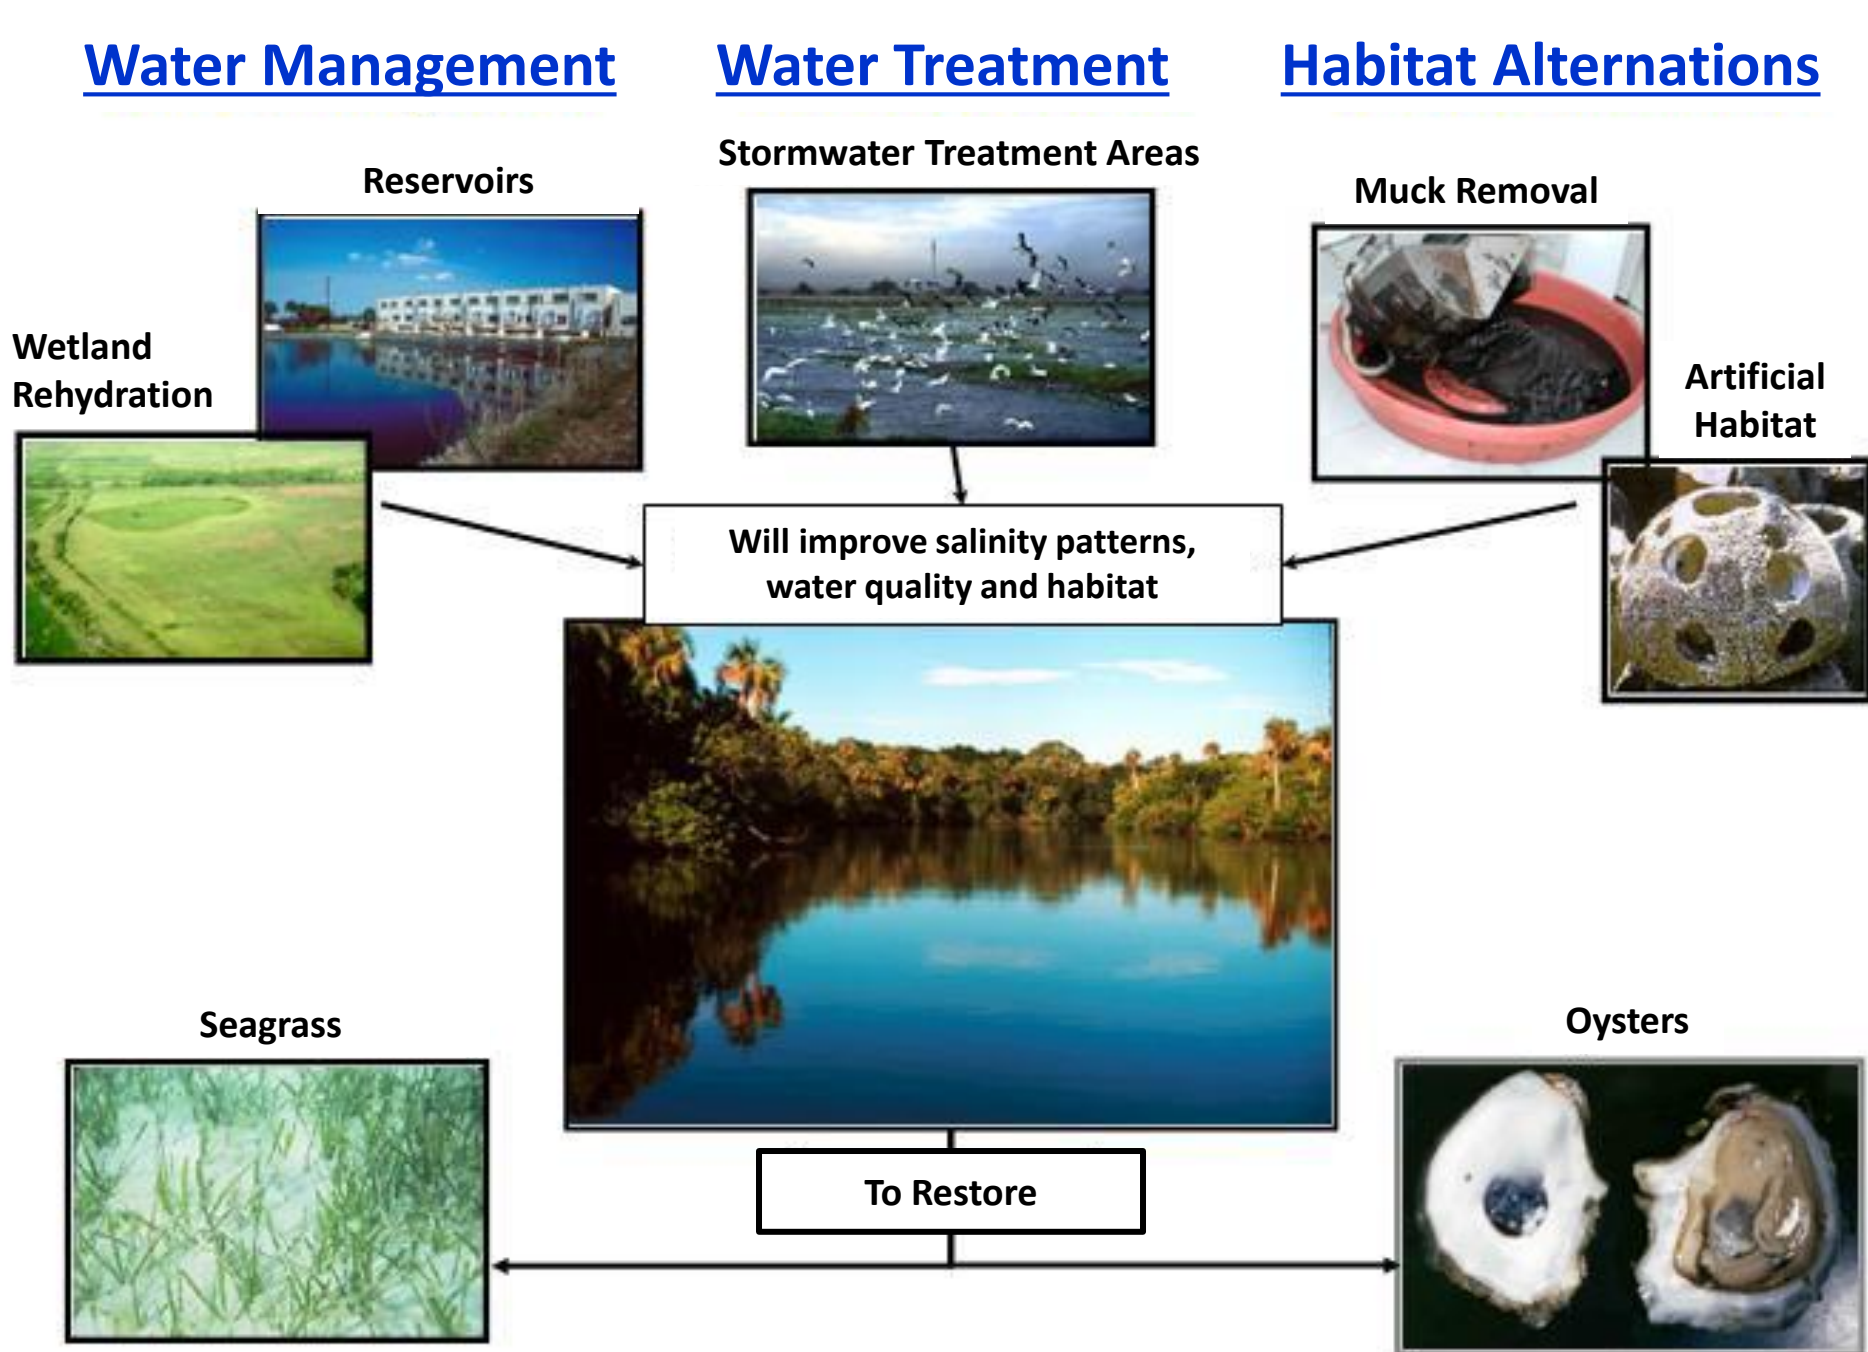 Water Management
Water Treatment
Habitat Alternations
Stormwater Treatment Areas
Reservoirs
Muck Removal
Wetland
Rehydration
Artificial
Habitat
Will improve salinity patterns,
water quality and habitat
Seagrass
Oysters
To Restore